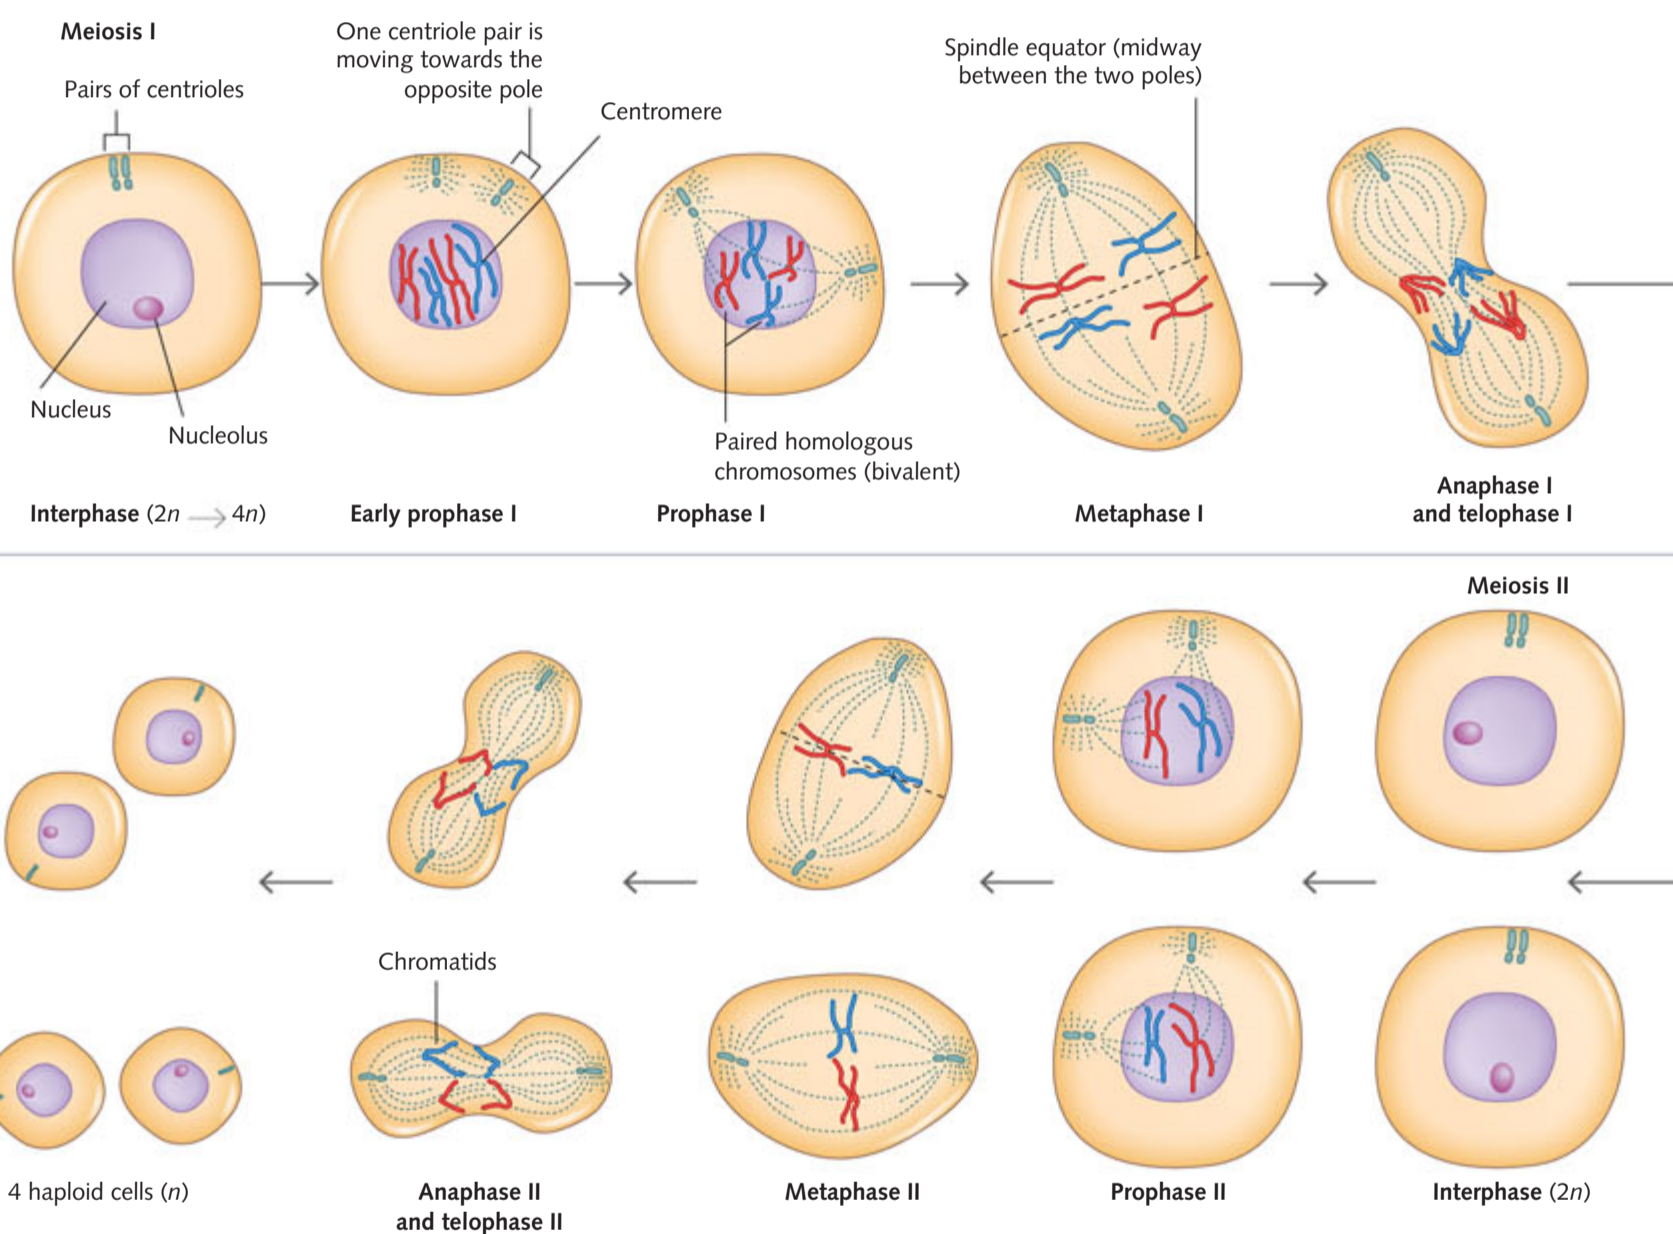 Meiosis I
Pairs of centrioles
One centriole pair is
moving towards the
opposite pole
Centromere
Spindle equator (midway
between the two poles)
Nucleus
Nucleolus
Paired homologous
chromosomes (bivalent)
Interphase (2n → 4n)
Early prophase I
Prophase I
Metaphase I
Anaphase I
and telophase I
Meiosis II
Chromatids
4 haploid cells (n)
Anaphase II
and telophase II
Metaphase II
Prophase II
Interphase (2n)